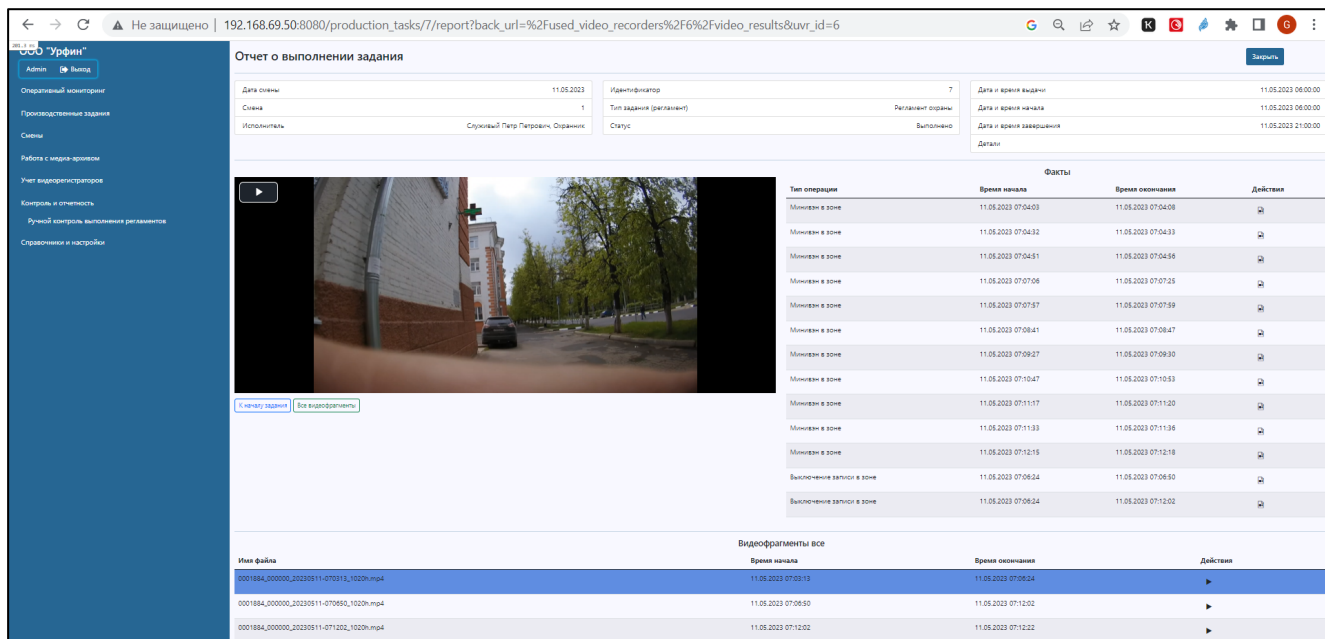 Не защищено | 192.168.69.50:8080/production_tasks/7/report?back_url=%2Fused_video_recorders%2F6%2Fvideo_results&uvr_id=6
ООО "Урфин"
Admin Выход
Оперативный мониторинг
Производственные задания
Смены
Работа с медиа-архивом
Учет видеорегистраторов
Контроль и отчетность
Ручной контроль выполнения регламентов
Справочники и настройки
Отчет о выполнении задания
Закрыть
Дата смены 11.05.2023
Смена 1
Исполнитель Служивый Петр Петрович, Охранник
Идентификатор 7
Тип задания (регламент) Регламент охраны
Статус Выполнено
Дата и время выдачи 11.05.2023 06:00:00
Дата и время начала 11.05.2023 06:00:00
Дата и время завершения 11.05.2023 21:00:00
Детали
К началу задания Все видеофрагменты
Факты
Тип операции Время начала Время окончания Действия
Минивэн в зоне 11.05.2023 07:04:03 11.05.2023 07:04:08
Минивэн в зоне 11.05.2023 07:04:32 11.05.2023 07:04:33
Минивэн в зоне 11.05.2023 07:04:51 11.05.2023 07:04:56
Минивэн в зоне 11.05.2023 07:07:06 11.05.2023 07:07:25
Минивэн в зоне 11.05.2023 07:07:57 11.05.2023 07:07:59
Минивэн в зоне 11.05.2023 07:08:41 11.05.2023 07:08:47
Минивэн в зоне 11.05.2023 07:09:27 11.05.2023 07:09:30
Минивэн в зоне 11.05.2023 07:10:47 11.05.2023 07:10:53
Минивэн в зоне 11.05.2023 07:11:17 11.05.2023 07:11:20
Минивэн в зоне 11.05.2023 07:11:33 11.05.2023 07:11:36
Минивэн в зоне 11.05.2023 07:12:15 11.05.2023 07:12:18
Выключение записи в зоне 11.05.2023 07:06:24 11.05.2023 07:06:50
Выключение записи в зоне 11.05.2023 07:06:24 11.05.2023 07:12:02
Видеофрагменты все
Имя файла Время начала Время окончания Действия
0001884_000000_20230511-070313_1020h.mp4 11.05.2023 07:03:13 11.05.2023 07:06:24
0001884_000000_20230511-070650_1020h.mp4 11.05.2023 07:06:50 11.05.2023 07:12:02
0001884_000000_20230511-071202_1020h.mp4 11.05.2023 07:12:02 11.05.2023 07:12:22